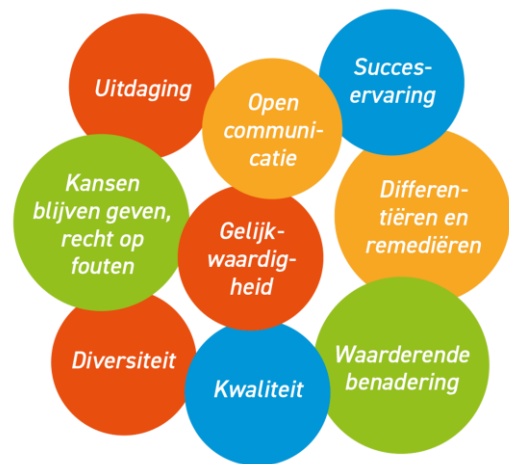 Uitdaging
Open
communi-
catie
Succes-
ervaring
Kansen
blijven geven,
recht op
fouten
Gelijk-
waardig-
heid
Differen-
tiëren en
remediëren
Diversiteit
Kwaliteit
Waarderende
benadering